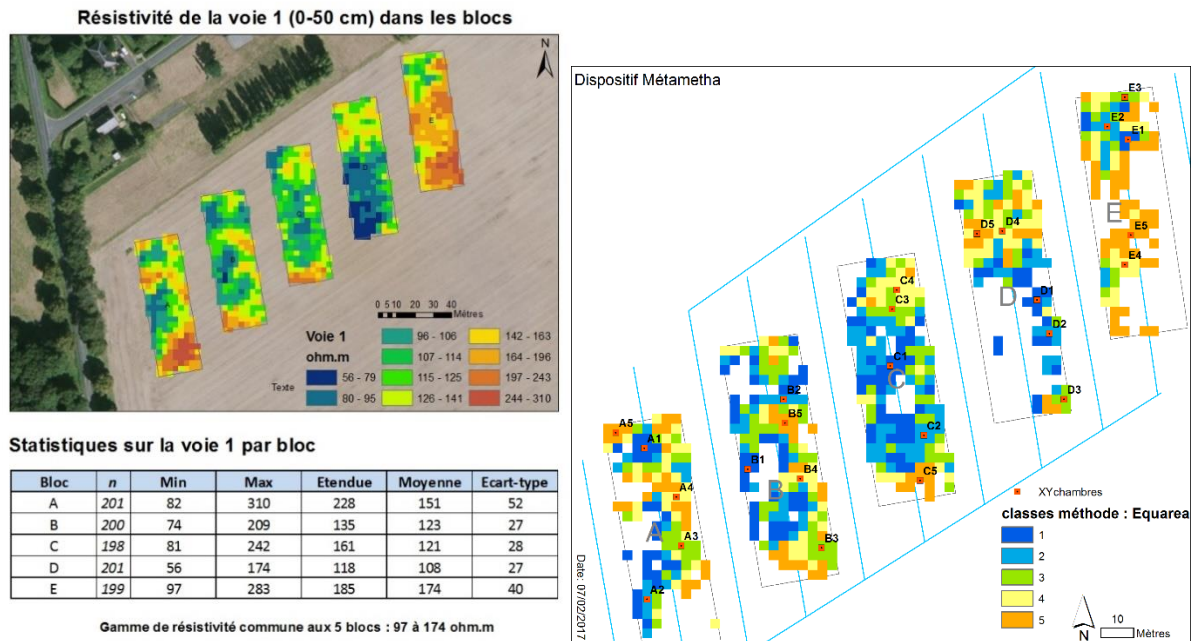 Résistivité de la voie 1 (0-50 cm) dans les blocs
N
E
D
C
B
0 5 10 20 30 40
Mètres
Voie 1
ohm.m
Texte
56 - 79
80 - 95
96 - 106
107 - 114
115 - 125
126 - 141
142 - 163
164 - 196
197 - 243
244 - 310
Statistiques sur la voie 1 par bloc
Bloc n Min Max Etendue Moyenne Ecart-type
A 201 82 310 228 151 52
B 200 74 209 135 123 27
C 198 81 242 161 121 28
D 201 56 174 118 108 27
E 199 97 283 185 174 40
Gamme de résistivité commune aux 5 blocs : 97 à 174 ohm.m
Dispositif Métametha
E3
E2
E1
E
E5
E4
D5
D4
D
D1
D2
D3
C4
C3
C1
C
C2
C5
B2
B5
B1
B4
B
B3
A5
A1
A4
A
A3
A2
Date: 07/02/2017
XYchambres
classes méthode : Equarea
1
2
3
4
5
N
10
Mètres